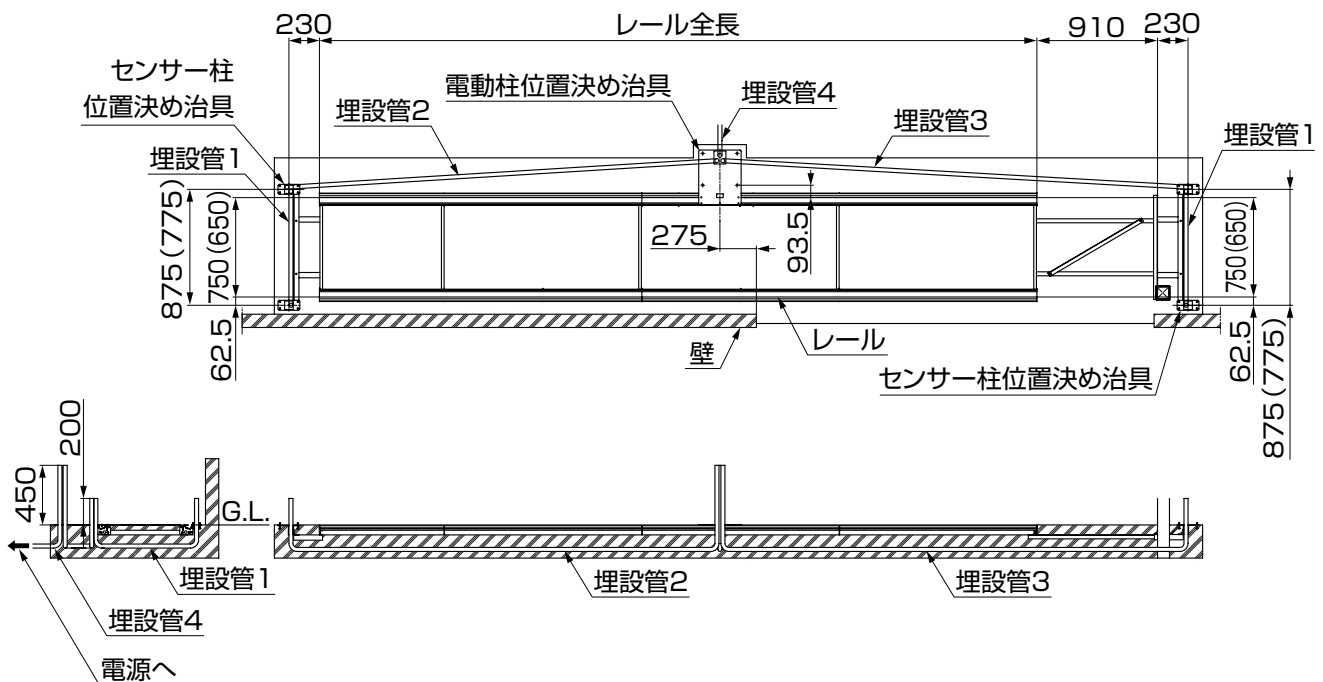 230
レール全長
910
230
センサー柱
位置決め治具
電動柱位置決め治具
埋設管4
埋設管2
埋設管3
埋設管1
埋設管1
875(775)
750(650)
62.5
275
93.5
750(650)
62.5
875(775)
壁
レール
センサー柱位置決め治具
450
200
G.L.
埋設管1
埋設管2
埋設管3
埋設管4
電源へ